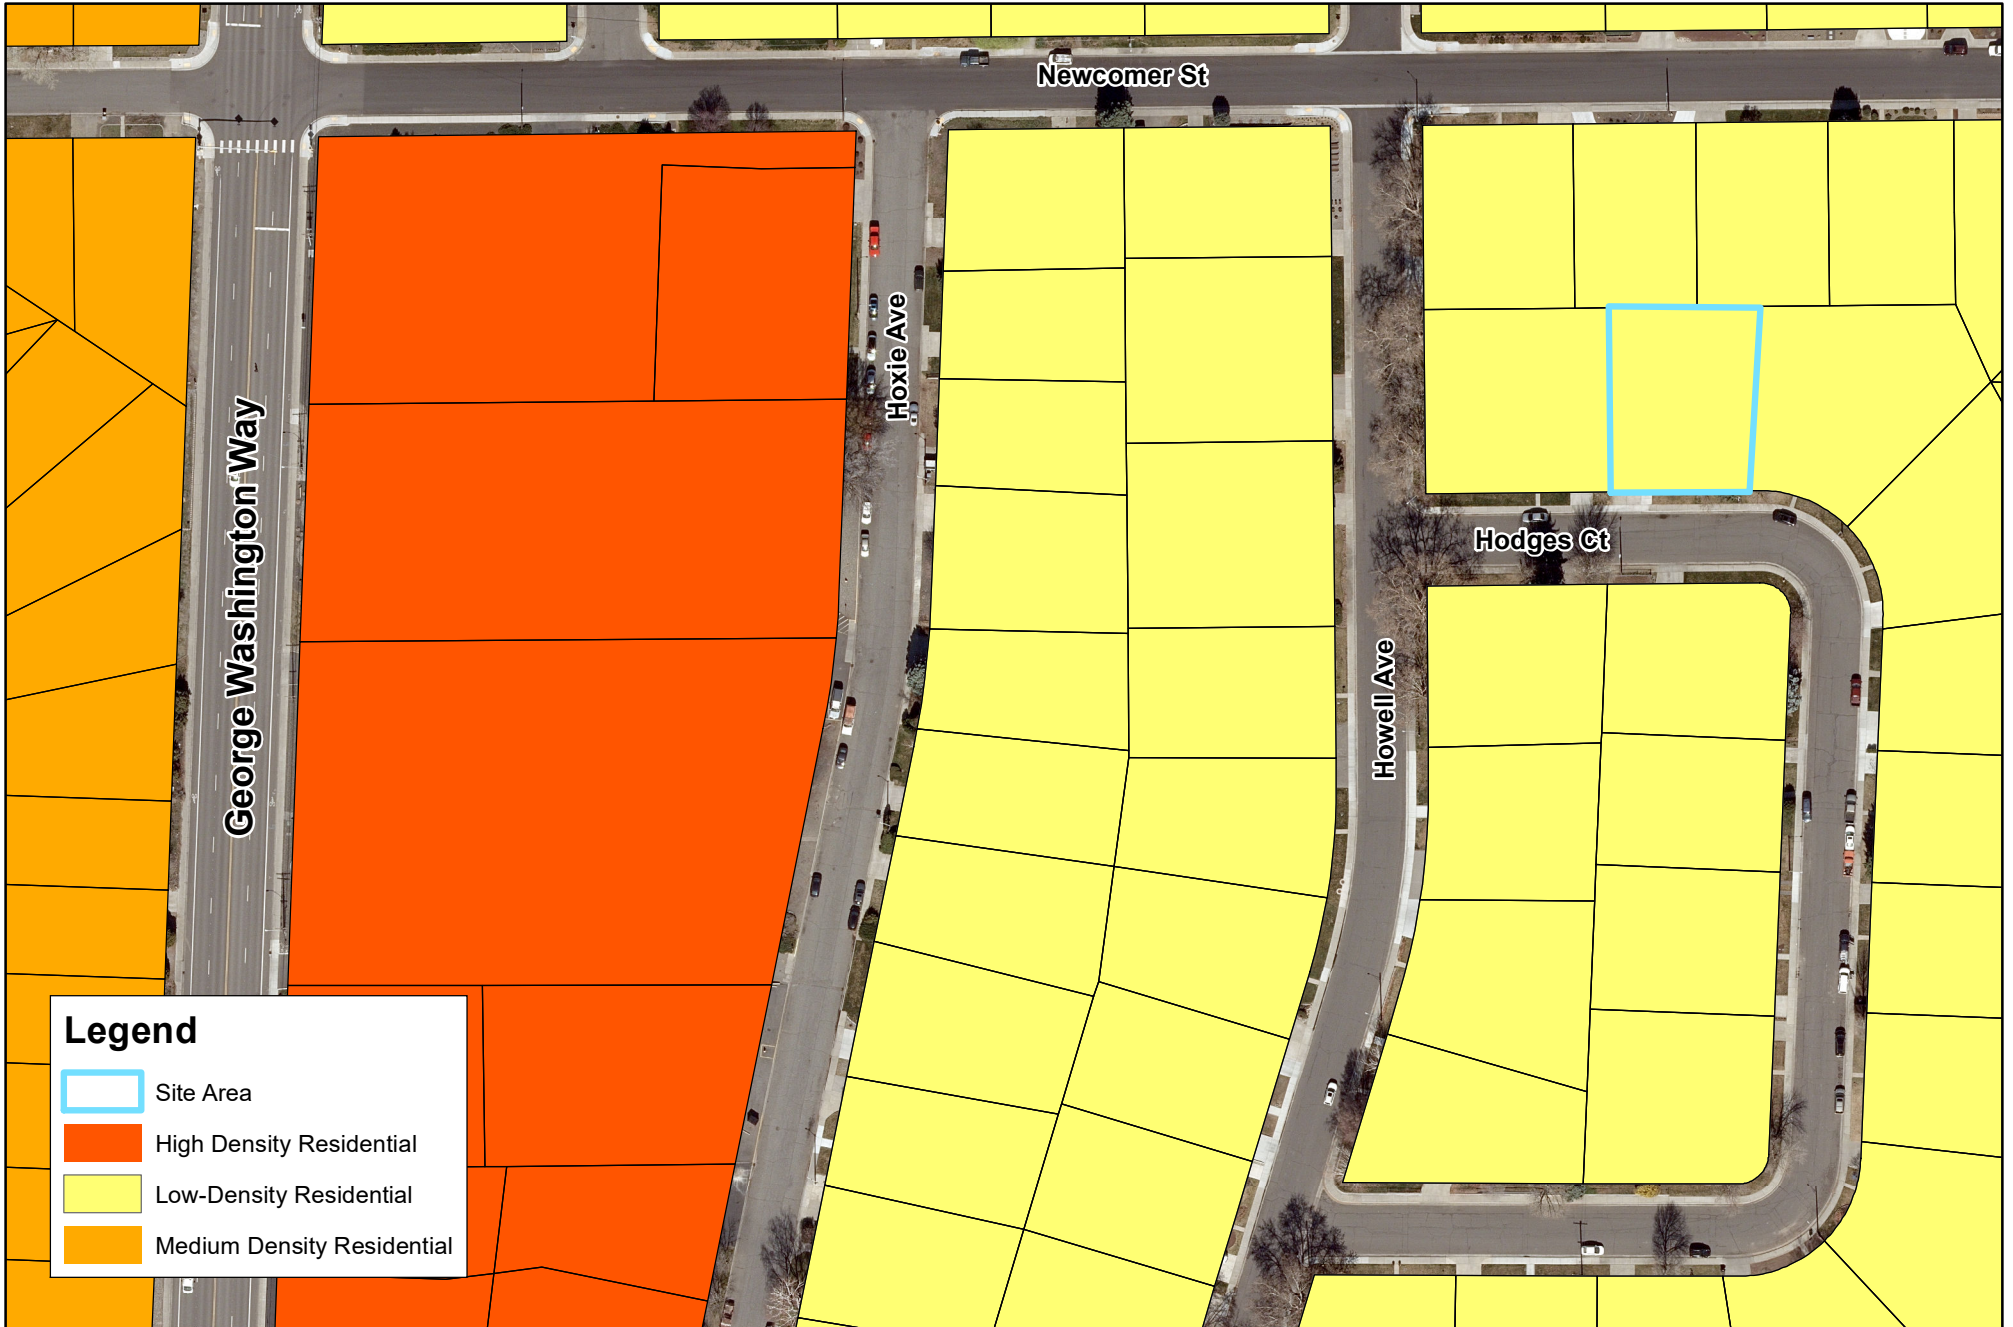 Newcomer St
Hoxie Ave
George Washington Way
Hodges Ct
Howell Ave
Legend
Site Area
High Density Residential
Low-Density Residential
Medium Density Residential